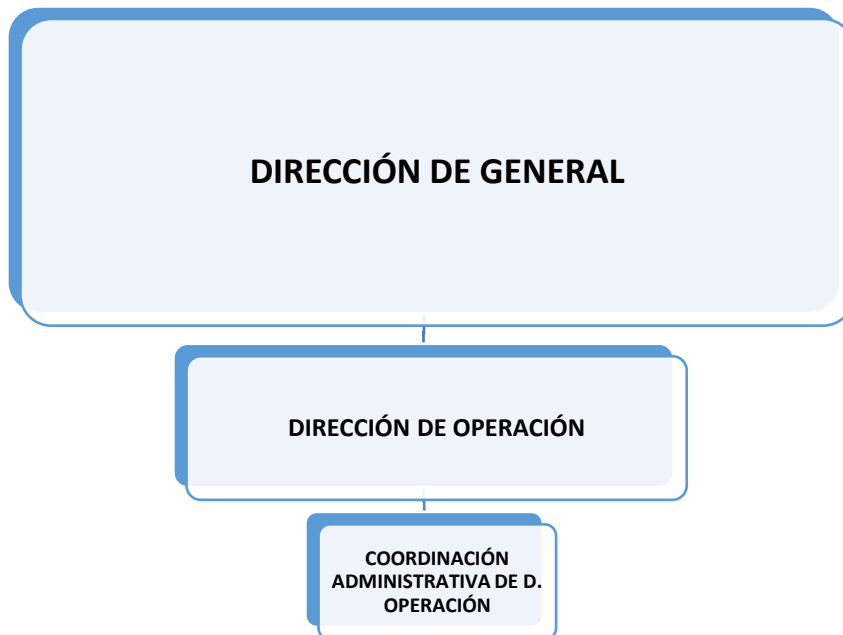 DIRECCIÓN DE GENERAL
DIRECCIÓN DE OPERACIÓN
COORDINACIÓN
ADMINISTRATIVA DE D.
OPERACIÓN